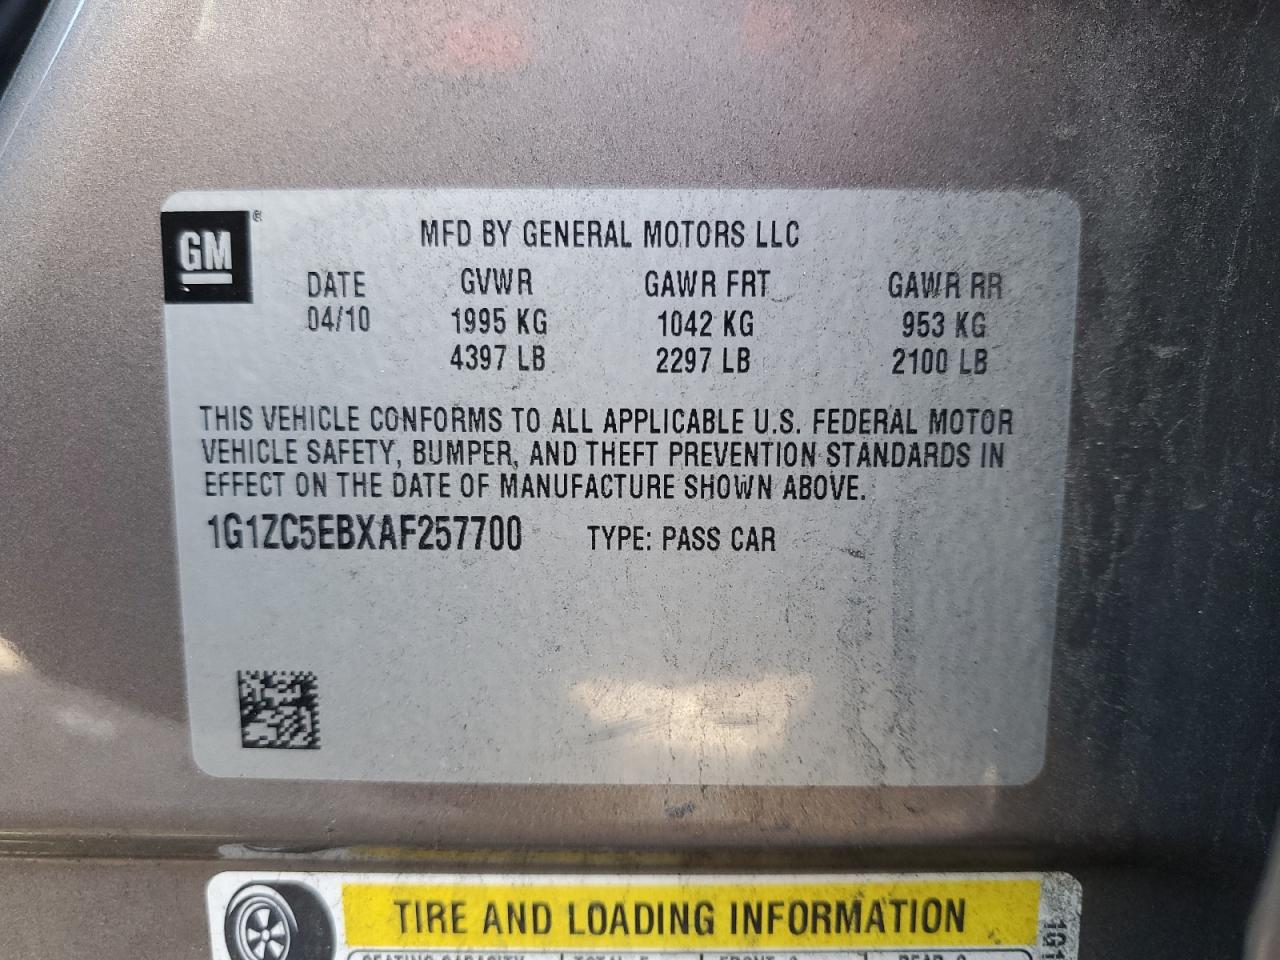 GM®
MFD BY GENERAL MOTORS LLC
DATE GVWR GAWR FRT GAWR RR
04/10 1995 KG 1042 KG 953 KG
4397 LB 2297 LB 2100 LB
THIS VEHICLE CONFORMS TO ALL APPLICABLE U.S. FEDERAL MOTOR
VEHICLE SAFETY, BUMPER, AND THEFT PREVENTION STANDARDS IN
EFFECT ON THE DATE OF MANUFACTURE SHOWN ABOVE.
1G1ZC5EBXAF257700 TYPE: PASS CAR
TIRE AND LOADING INFORMATION